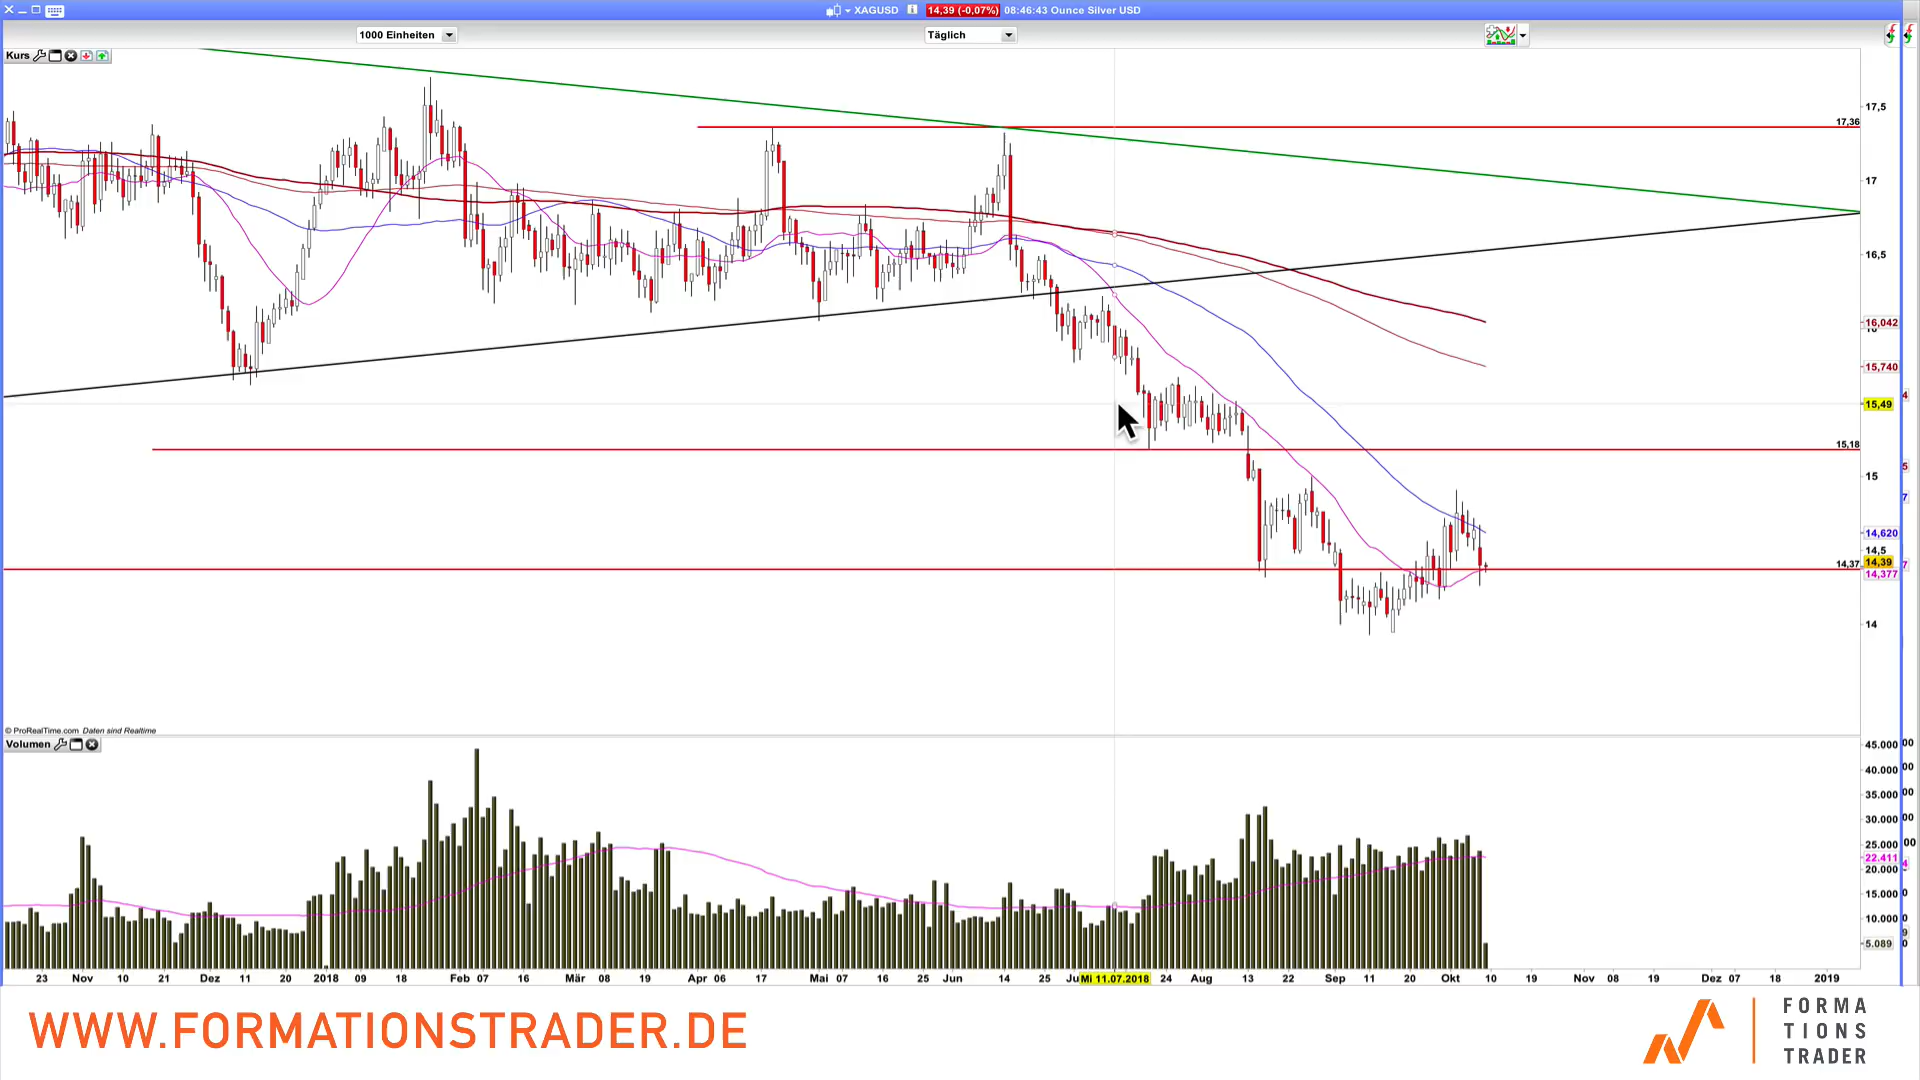 XAGUSD 14,39 (-0,07%) 08:46:43 Ounce Silver USD
1000 Einheiten Täglich
Kurs
17,5
17,36
17
16,5
16,042
15,740
15,49
15,18
15
14,620
14,5
14,37 14,39
14,377
14
© ProRealTime.com Daten sind Realtime
Volumen
45.000
40.000
35.000
30.000
25.000
22.411
20.000
15.000
10.000
5.089
23 Nov 10 21 Dez 11 20 2018 09 18 Feb 07 16 Mär 08 19 Apr 06 17 Mai 07 16 25 Jun 14 25 Ju Mi 11.07.2018 24 Aug 13 22 Sep 11 20 Okt 10 19 Nov 08 19 Dez 07 18 2019
WWW.FORMATIONSTRADER.DE
FORMA
TIONS
TRADER